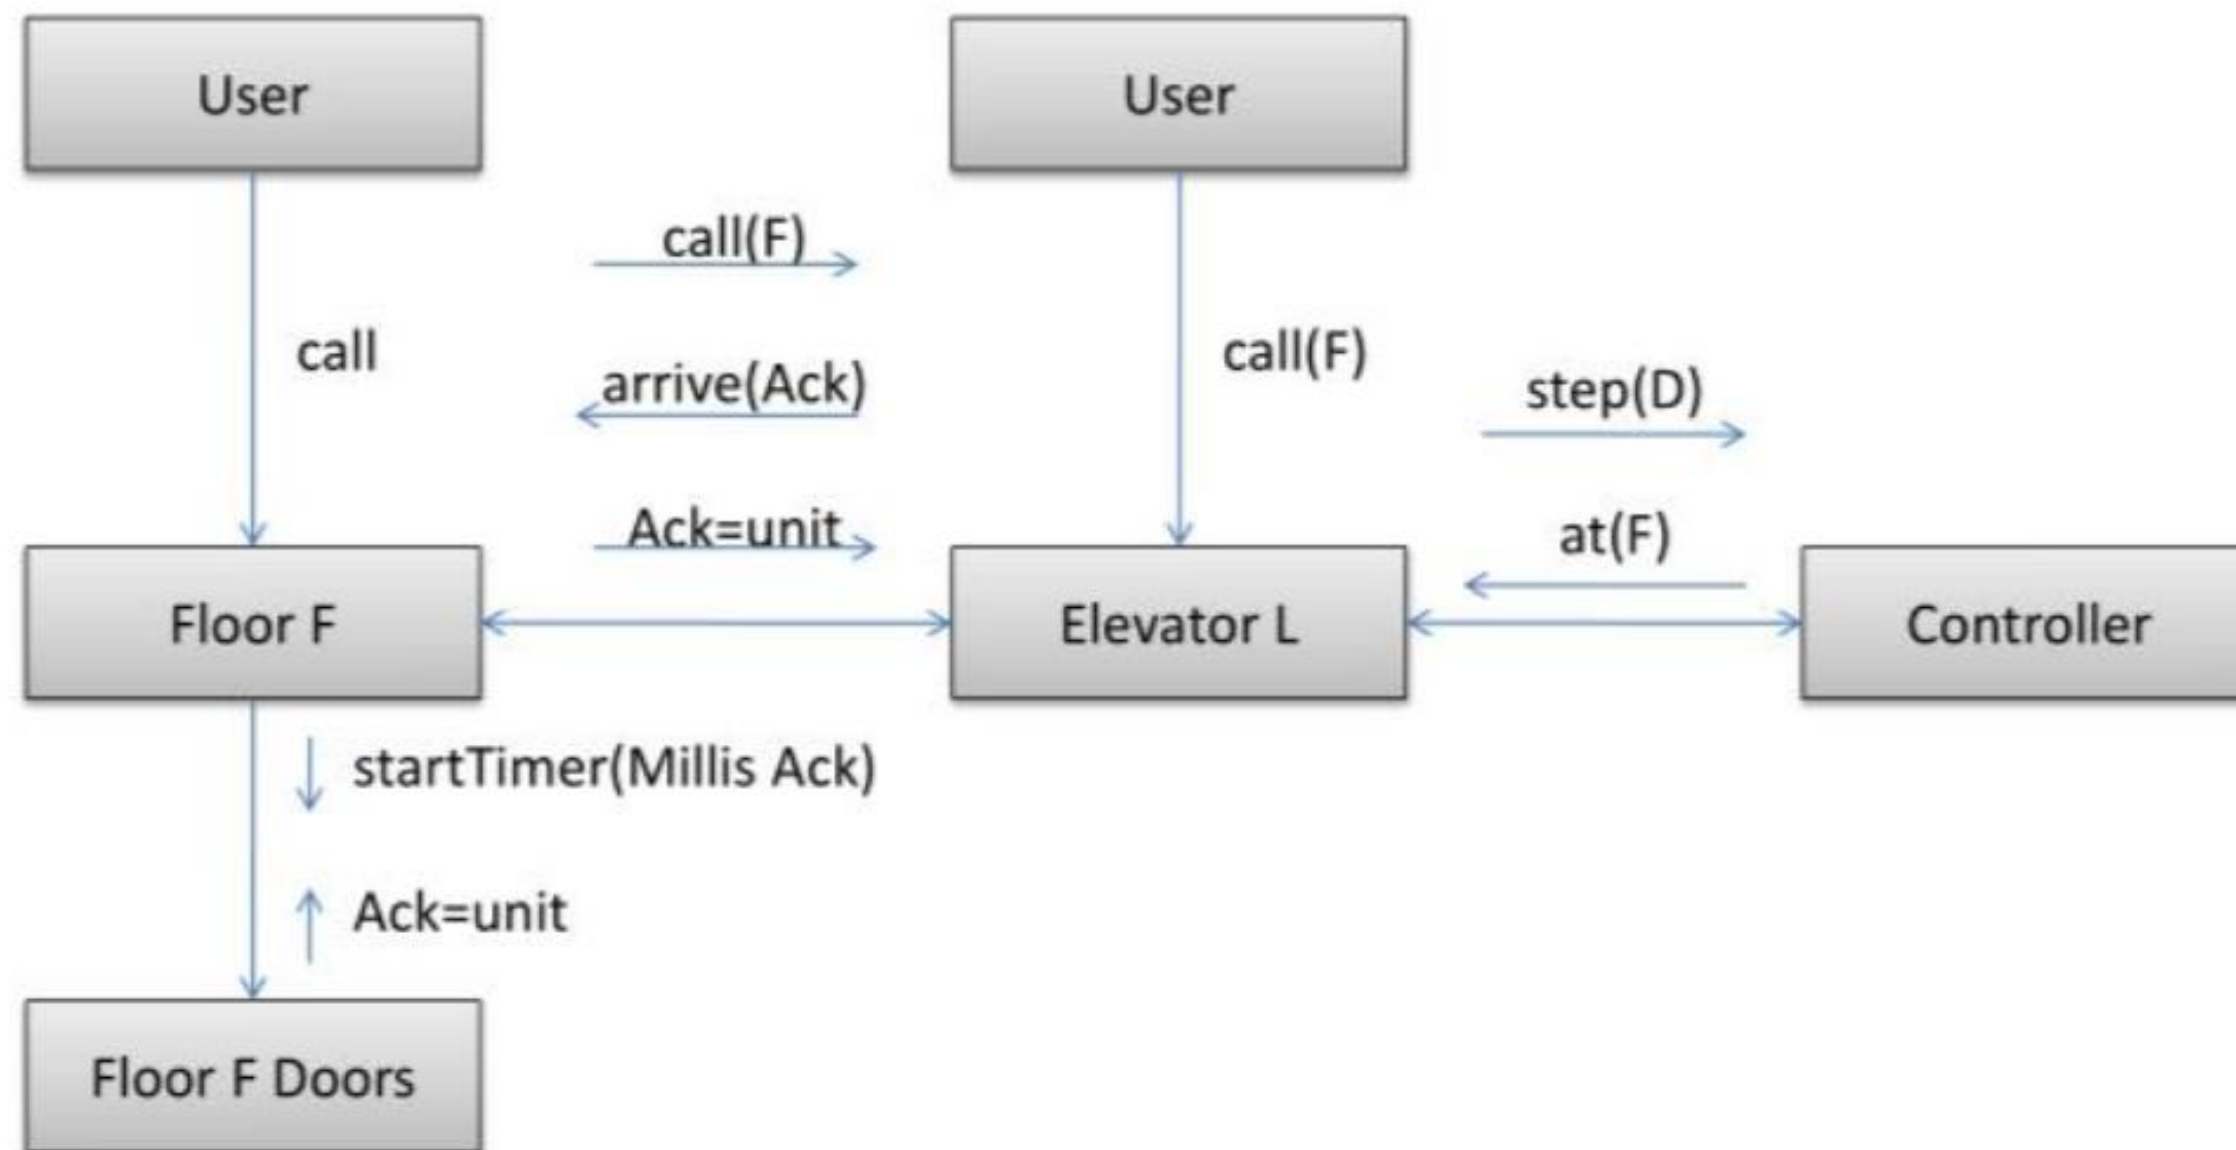 User
User
call(F)
call
arrive(Ack)
call(F)
step(D)
Ack=unit
at(F)
Floor F
Elevator L
Controller
startTimer(Millis Ack)
Ack=unit
Floor F Doors